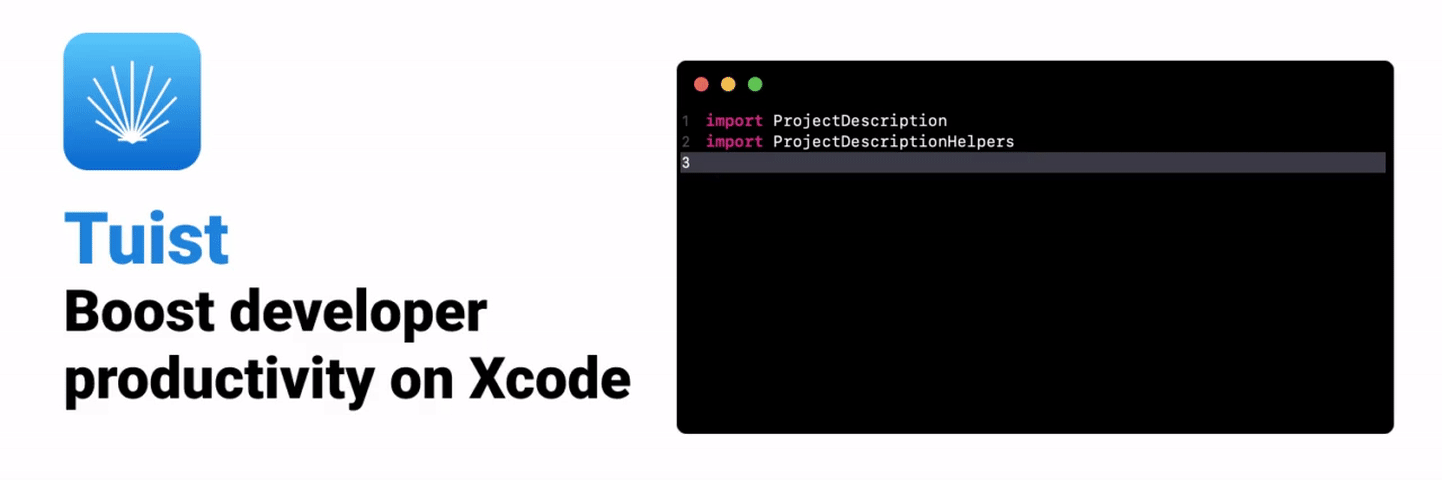 Tuist
Boost developer
productivity on Xcode
1 import ProjectDescription
2 import ProjectDescriptionHelpers
3